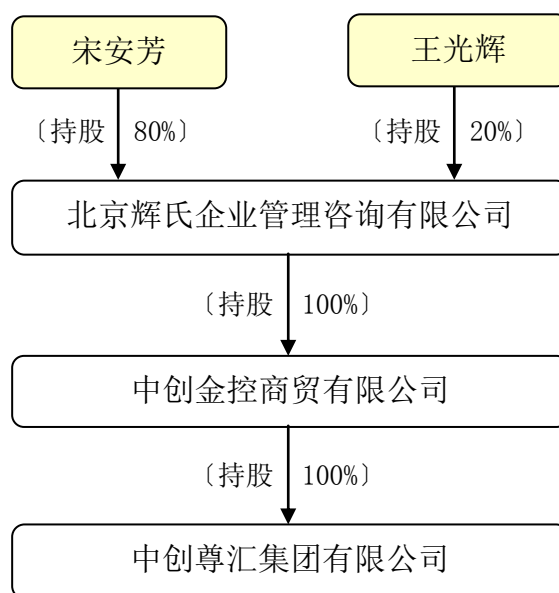 宋安芳 王光辉
〔持股 80%〕 〔持股 20%〕
北京辉氏企业管理咨询有限公司
〔持股 100%〕
中创金控商贸有限公司
〔持股 100%〕
中创尊汇集团有限公司